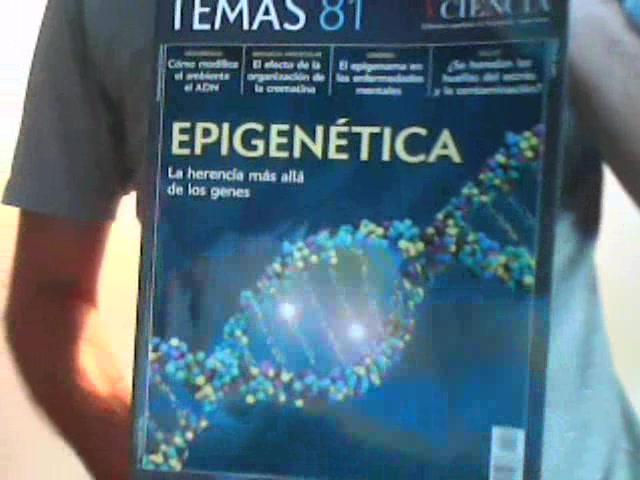 TEMAS 81
CIENCIA
Cómo modifica
el ambiente
el ADN
El efecto de la
organización de
la cromatina
El epigenoma en
las enfermedades
mentales
¿Se heredan las
huellas del estrés
y la contaminación?
EPIGENÉTICA
La herencia más allá
de los genes